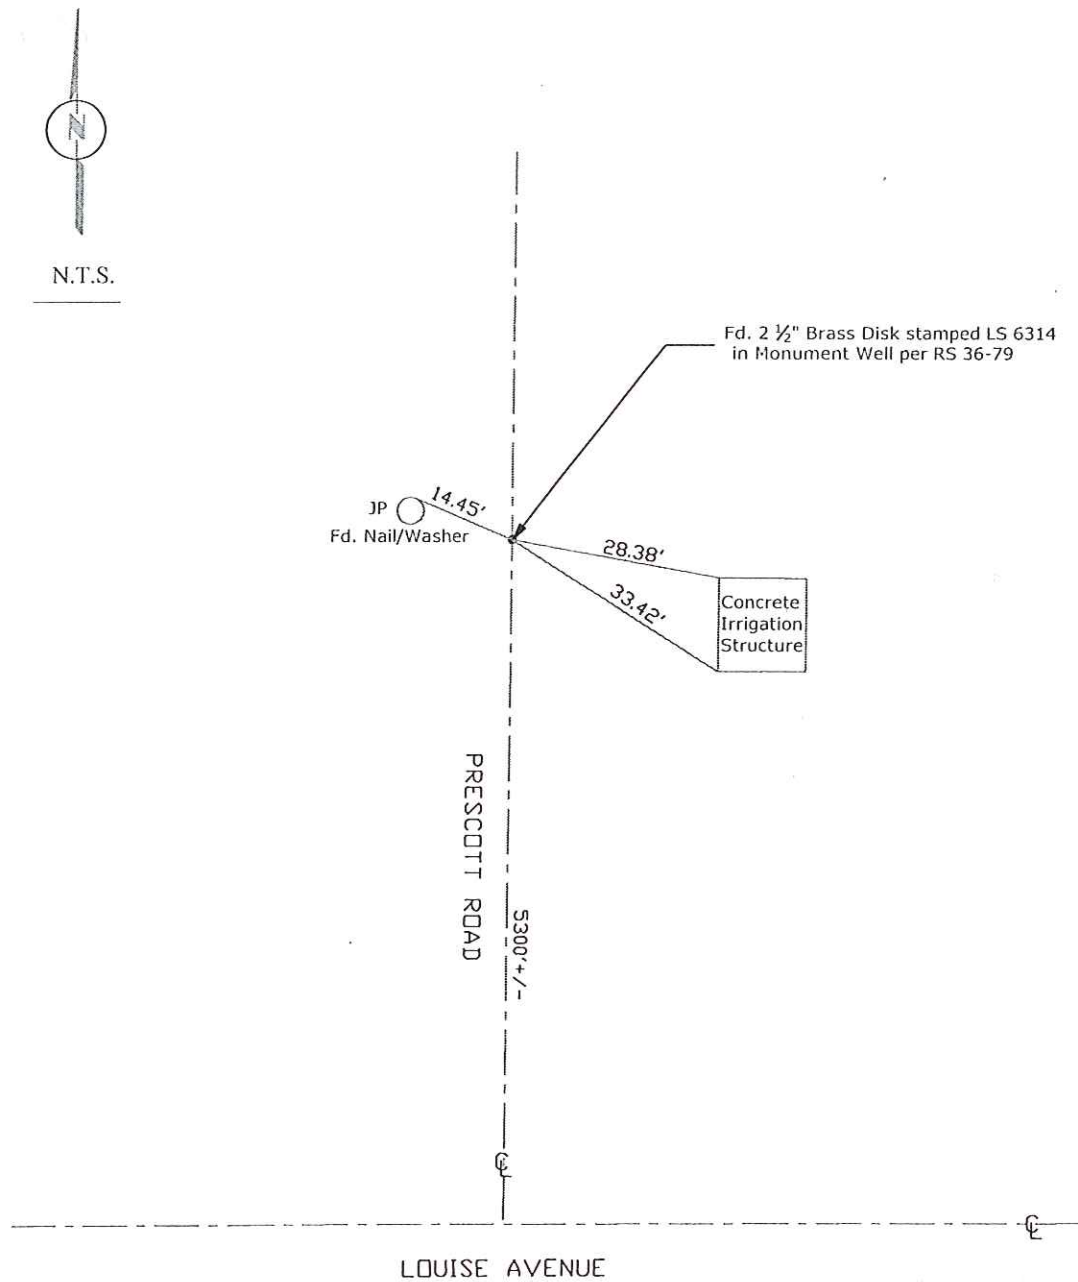 N
N.T.S.
Fd. 2 ½" Brass Disk stamped LS 6314
in Monument Well per RS 36-79
14.45'
JP
Fd. Nail/Washer
28.38'
33.42'
Concrete
Irrigation
Structure
PRESCOTT ROAD
5300'+/-
℄
℄
LOUISE AVENUE